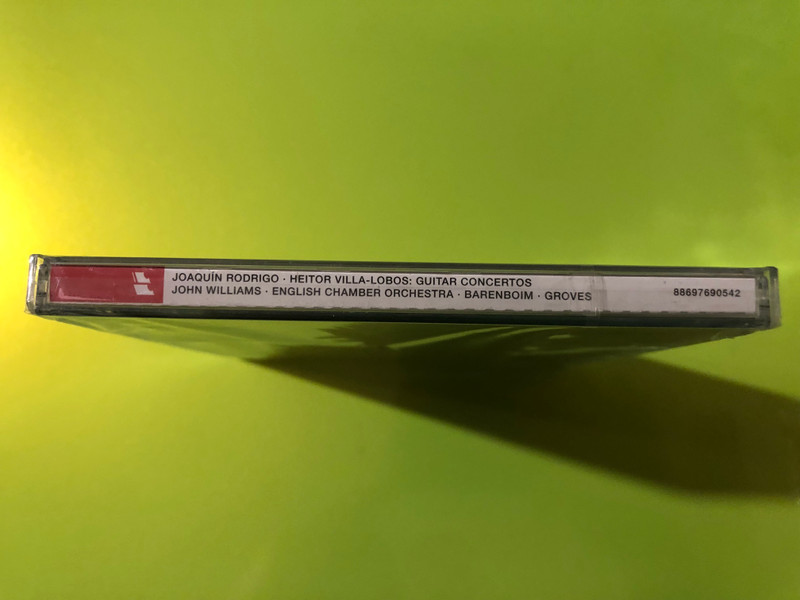 JOAQUÍN RODRIGO · HEITOR VILLA-LOBOS: GUITAR CONCERTOS
JOHN WILLIAMS · ENGLISH CHAMBER ORCHESTRA · BARENBOIM · GROVES
88697690542